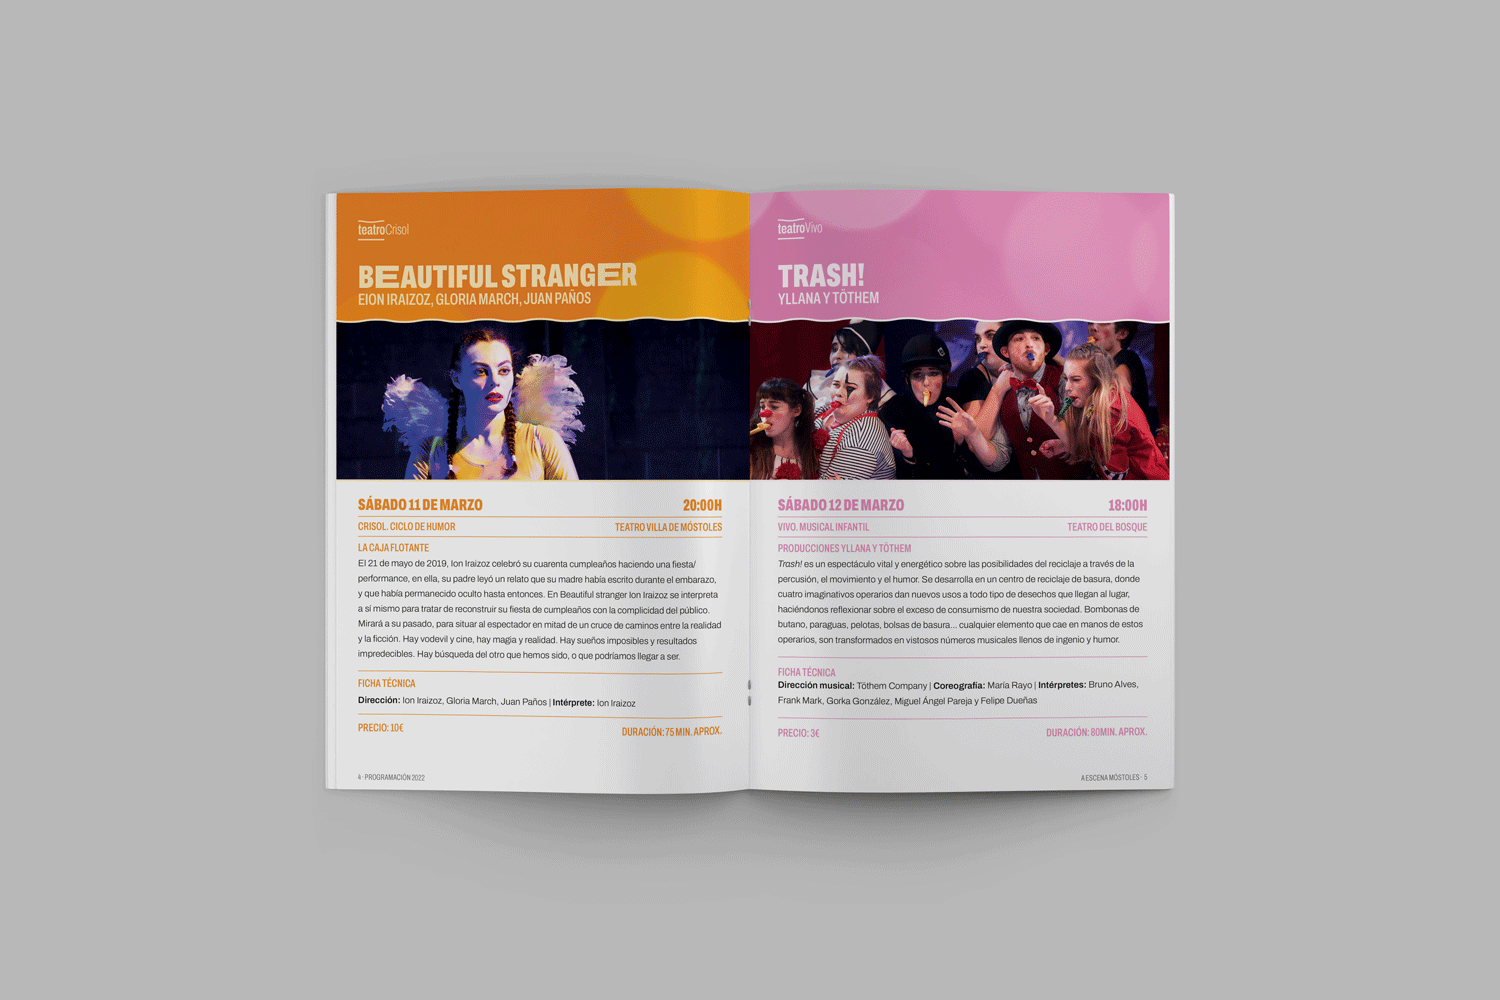 teatroCrisol
BEAUTIFUL STRANGER
EION IRAIZOZ, GLORIA MARCH, JUAN PAÑOS
SÁBADO 11 DE MARZO 20:00H
CRISOL. CICLO DE HUMOR TEATRO VILLA DE MÓSTOLES
LA CAJA FLOTANTE
El 21 de mayo de 2019, Ion Iraizoz celebró su cuarenta cumpleaños haciendo una fiesta/
performance, en ella, su padre leyó un relato que su madre había escrito durante el embarazo,
y que había permanecido oculto hasta entonces. En Beautiful stranger Ion Iraizoz se interpreta
a sí mismo para tratar de reconstruir su fiesta de cumpleaños con la complicidad del público.
Mirará a su pasado, para situar al espectador en mitad de un cruce de caminos entre la realidad
y la ficción. Hay vodevil y cine, hay magia y realidad. Hay sueños imposibles y resultados
impredecibles. Hay búsqueda del otro que hemos sido, o que podríamos llegar a ser.
FICHA TÉCNICA
Dirección: Ion Iraizoz, Gloria March, Juan Paños | Intérprete: Ion Iraizoz
PRECIO: 10€ DURACIÓN: 75 MIN. APROX.
4 · PROGRAMACIÓN 2022
teatroVivo
TRASH!
YLLANA Y TÖTHEM
SÁBADO 12 DE MARZO 18:00H
VIVO. MUSICAL INFANTIL TEATRO DEL BOSQUE
PRODUCCIONES YLLANA Y TÖTHEM
Trash! es un espectáculo vital y energético sobre las posibilidades del reciclaje a través de la
percusión, el movimiento y el humor. Se desarrolla en un centro de reciclaje de basura, donde
cuatro imaginativos operarios dan nuevos usos a todo tipo de desechos que llegan al lugar,
haciéndonos reflexionar sobre el exceso de consumismo de nuestra sociedad. Bombonas de
butano, paraguas, pelotas, bolsas de basura... cualquier elemento que cae en manos de estos
operarios, son transformados en vistosos números musicales llenos de ingenio y humor.
FICHA TÉCNICA
Dirección musical: Töthem Company | Coreografía: María Rayo | Intérpretes: Bruno Alves,
Frank Mark, Gorka González, Miguel Ángel Pareja y Felipe Dueñas
PRECIO: 3€ DURACIÓN: 80MIN. APROX.
A ESCENA MÓSTOLES · 5